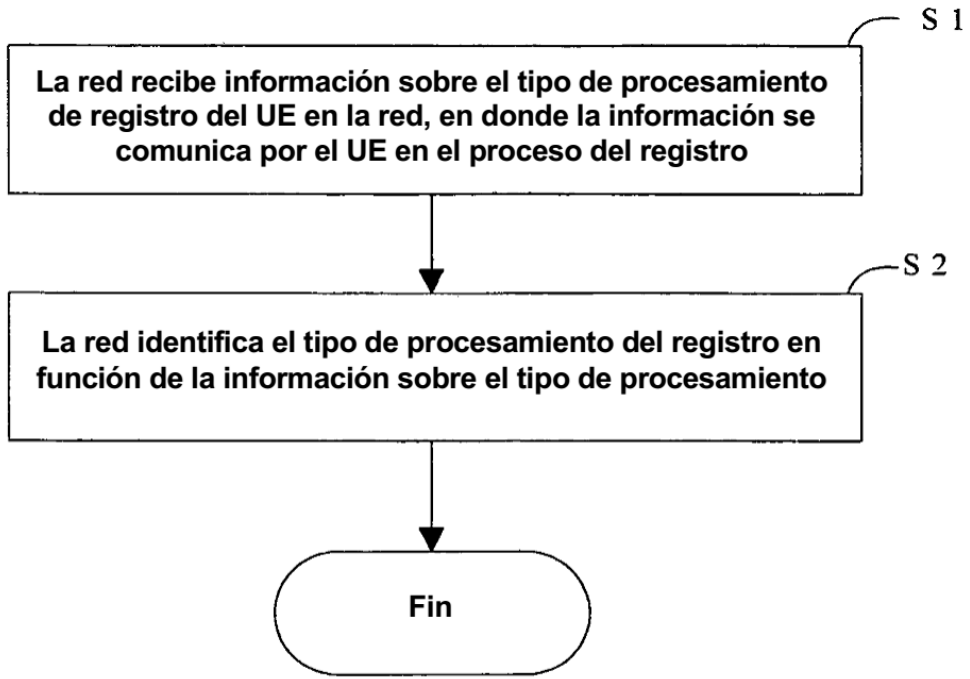 S 1
La red recibe información sobre el tipo de procesamiento
de registro del UE en la red, en donde la información se
comunica por el UE en el proceso del registro
S 2
La red identifica el tipo de procesamiento del registro en
función de la información sobre el tipo de procesamiento
Fin